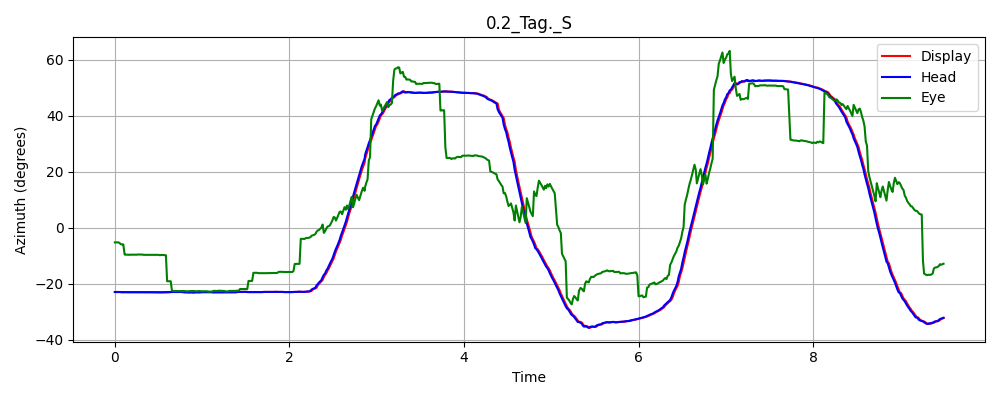 0.2_Tag._S
Display
Head
Eye
Azimuth (degrees)
60
40
20
0
−20
−40
0 2 4 6 8
Time